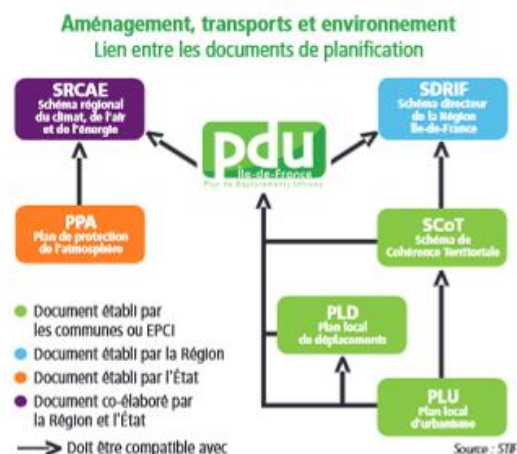 Aménagement, transports et environnement
Lien entre les documents de planification
SRCAE
Schéma régional
du climat, de l'air
et de l'énergie
SDRIF
Schéma directeur
de la Région
Île-de-France
pdu
Île-de-France
Plan de Déplacements Urbains
PPA
Plan de protection
de l'atmosphère
SCoT
Schéma de
Cohérence Territoriale
PLD
Plan local
de déplacements
PLU
Plan local
d'urbanisme
Document établi par
les communes ou EPCI
Document établi par la Région
Document établi par l'État
Document co-élaboré par
la Région et l'État
Doit être compatible avec
Source : STIF